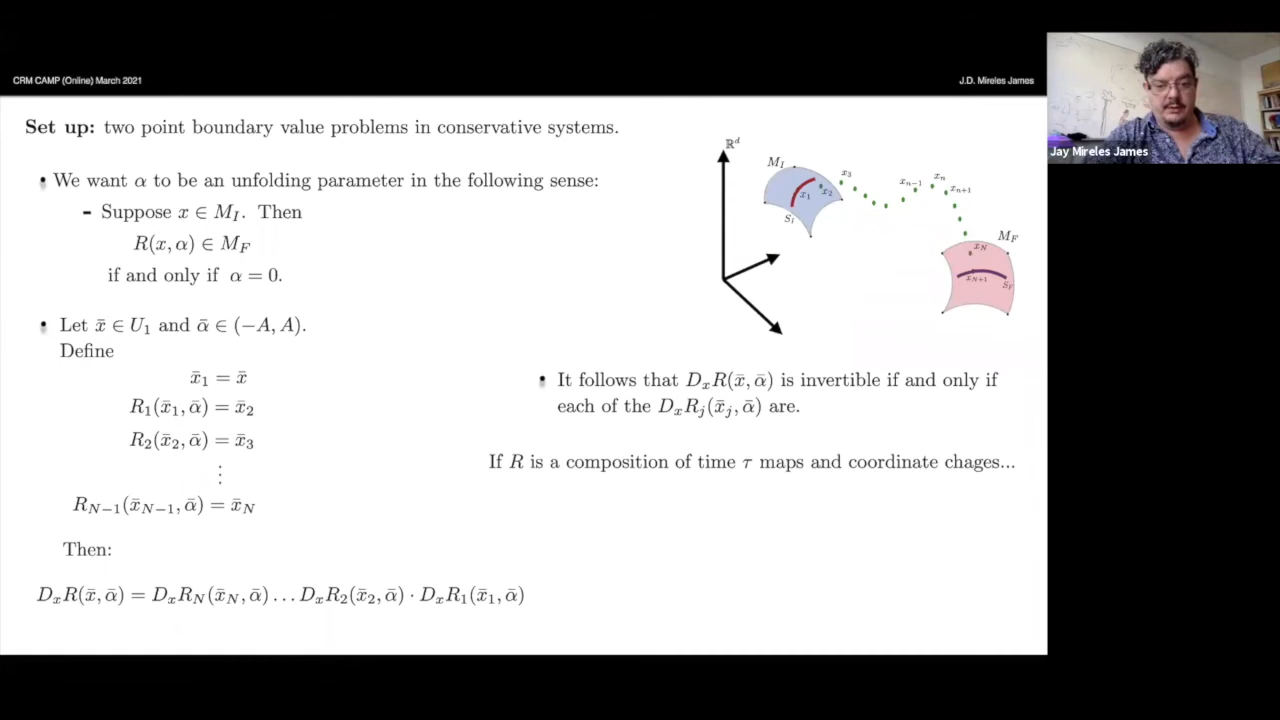 CRM CAMP (Online) March 2021
J.D. Mireles James
Set up: two point boundary value problems in conservative systems.
• We want α to be an unfolding parameter in the following sense:
- Suppose x ∈ M_I. Then
R(x, α) ∈ M_F
if and only if α = 0.
• Let x̄ ∈ U_1 and ᾱ ∈ (−A, A).
Define
x̄_1 = x̄
R_1(x̄_1, ᾱ) = x̄_2
R_2(x̄_2, ᾱ) = x̄_3
⋮
R_{N−1}(x̄_{N−1}, ᾱ) = x̄_N
Then:
D_xR(x̄, ᾱ) = D_xR_N(x̄_N, ᾱ) … D_xR_2(x̄_2, ᾱ) · D_xR_1(x̄_1, ᾱ)
ℝ^d
M_I
x_1
x_2
S_I
x_3
x_{n−1}
x_n
x_{n+1}
M_F
x_N
x_{N+1}
S_F
• It follows that D_xR(x̄, ᾱ) is invertible if and only if
each of the D_xR_j(x̄_j, ᾱ) are.
If R is a composition of time τ maps and coordinate chages...
Jay Mireles James